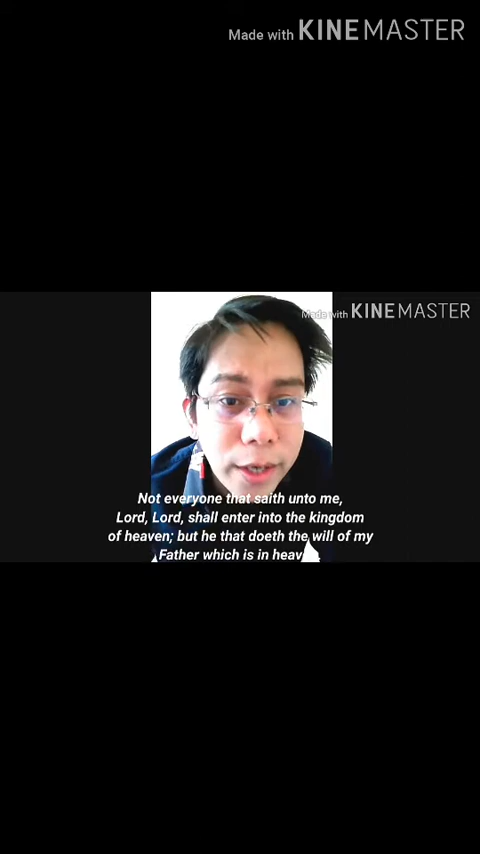 Made with KINEMASTER
Made with KINEMASTER
Not everyone that saith unto me,
Lord, Lord, shall enter into the kingdom
of heaven; but he that doeth the will of my
Father which is in